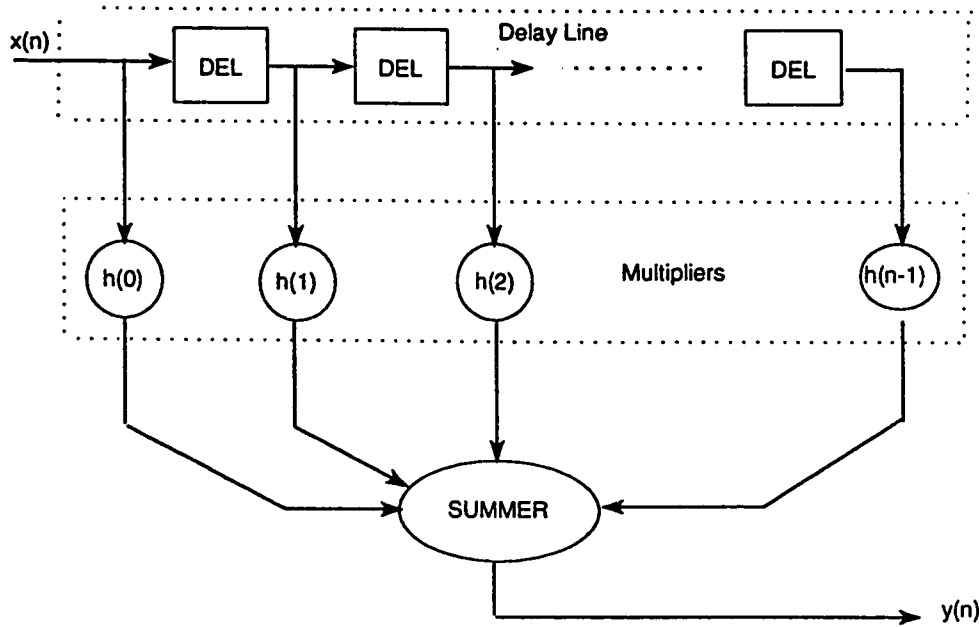 x(n)
Delay Line
DEL
DEL
DEL
h(0)
h(1)
h(2)
Multipliers
h(n-1)
SUMMER
y(n)